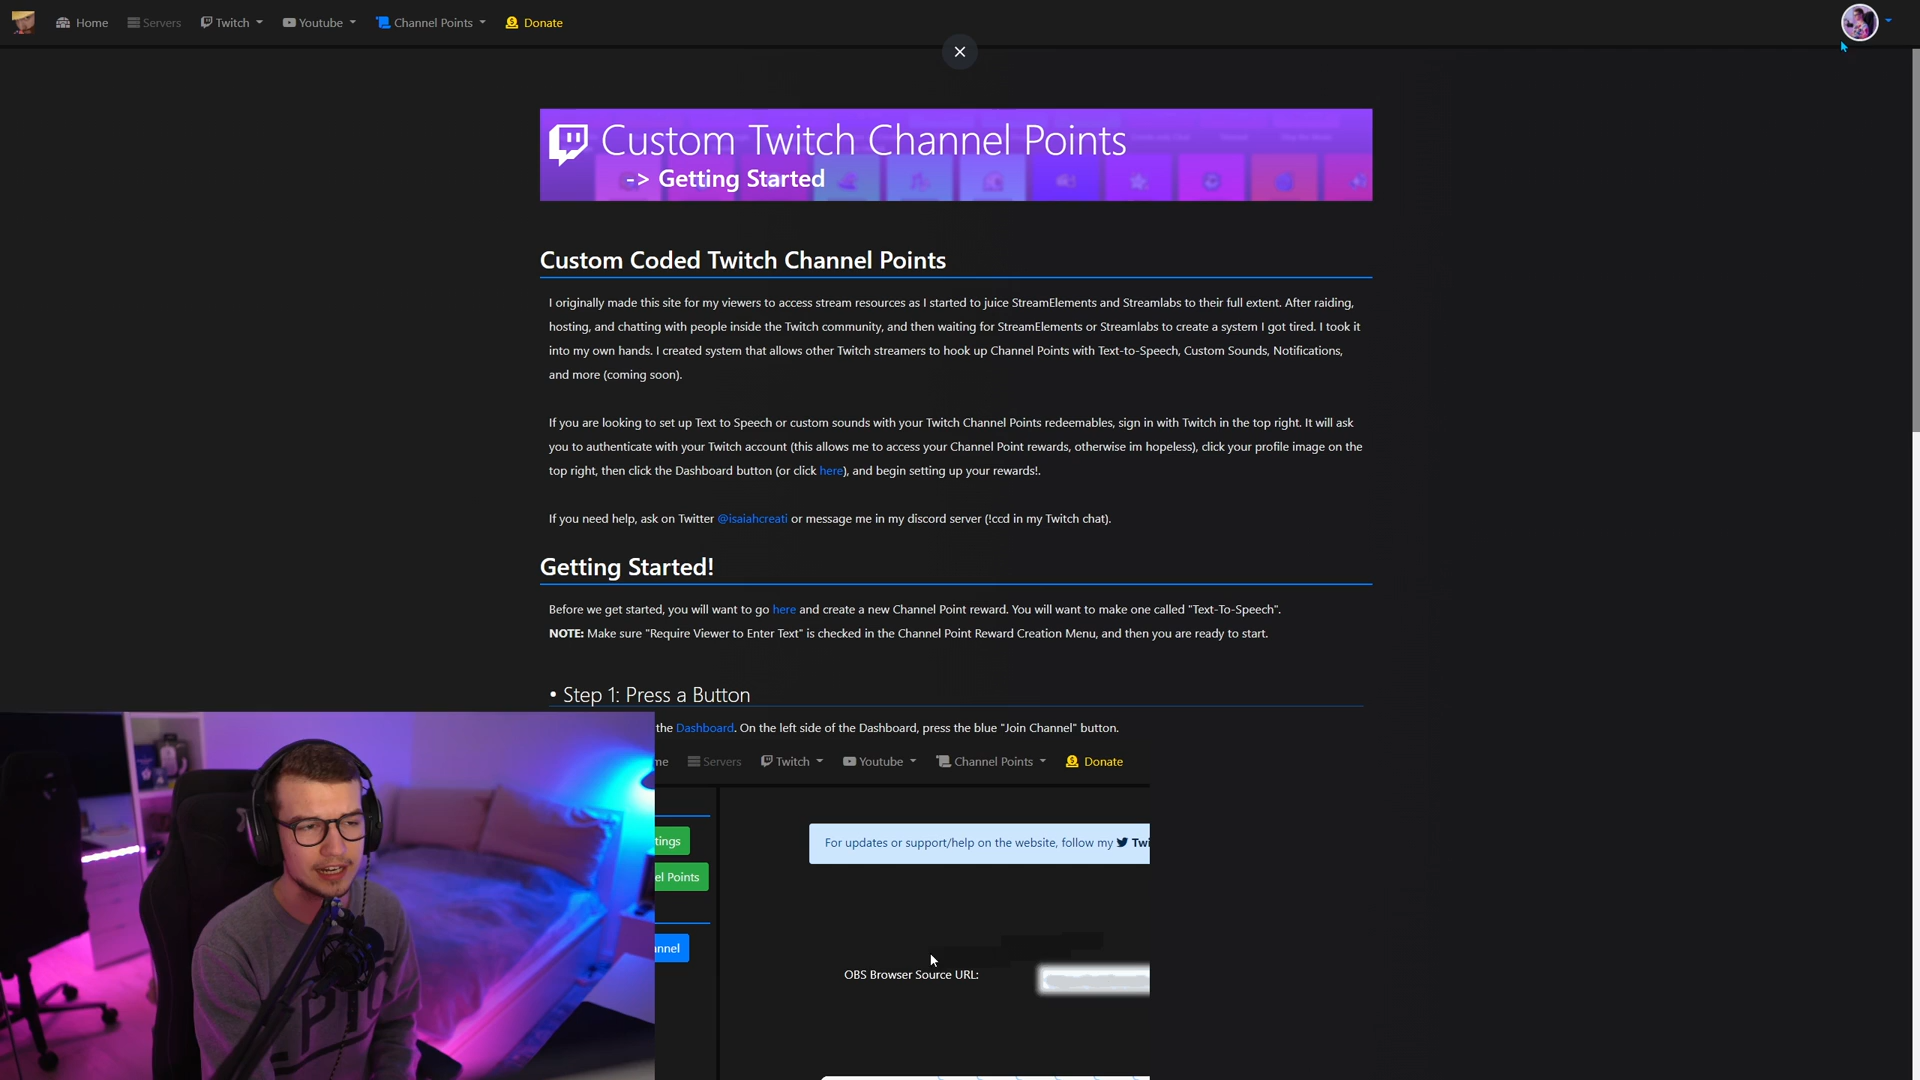 Home Servers Twitch Youtube Channel Points Donate
Custom Twitch Channel Points
-> Getting Started
Custom Coded Twitch Channel Points
I originally made this site for my viewers to access stream resources as I started to juice StreamElements and Streamlabs to their full extent. After raiding,
hosting, and chatting with people inside the Twitch community, and then waiting for StreamElements or Streamlabs to create a system I got tired. I took it
into my own hands. I created system that allows other Twitch streamers to hook up Channel Points with Text-to-Speech, Custom Sounds, Notifications,
and more (coming soon).
If you are looking to set up Text to Speech or custom sounds with your Twitch Channel Points redeemables, sign in with Twitch in the top right. It will ask
you to authenticate with your Twitch account (this allows me to access your Channel Point rewards, otherwise im hopeless), click your profile image on the
top right, then click the Dashboard button (or click here), and begin setting up your rewards!.
If you need help, ask on Twitter @isaiahcreati or message me in my discord server (!ccd in my Twitch chat).
Getting Started!
Before we get started, you will want to go here and create a new Channel Point reward. You will want to make one called "Text-To-Speech".
NOTE: Make sure "Require Viewer to Enter Text" is checked in the Channel Point Reward Creation Menu, and then you are ready to start.
• Step 1: Press a Button
the Dashboard. On the left side of the Dashboard, press the blue "Join Channel" button.
me Servers Twitch Youtube Channel Points Donate
tings
For updates or support/help on the website, follow my Twi
el Points
nnel
OBS Browser Source URL:
PTO